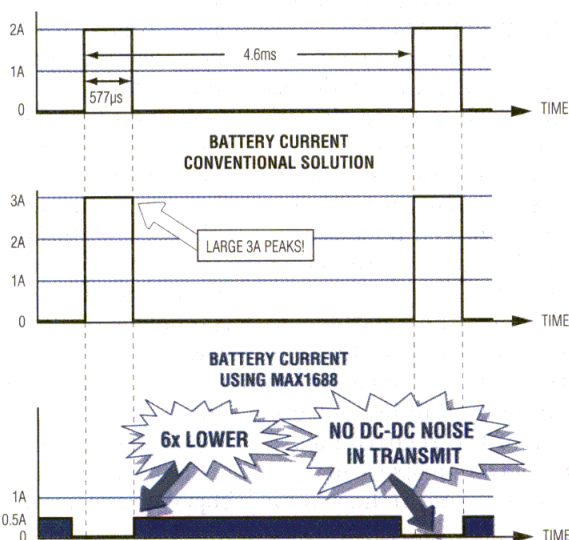 2A
4.6ms
1A
577µs
0
TIME
BATTERY CURRENT
CONVENTIONAL SOLUTION
3A
LARGE 3A PEAKS!
2A
1A
0
TIME
BATTERY CURRENT
USING MAX1688
6x LOWER
NO DC-DC NOISE
IN TRANSMIT
1A
0.5A
0
TIME